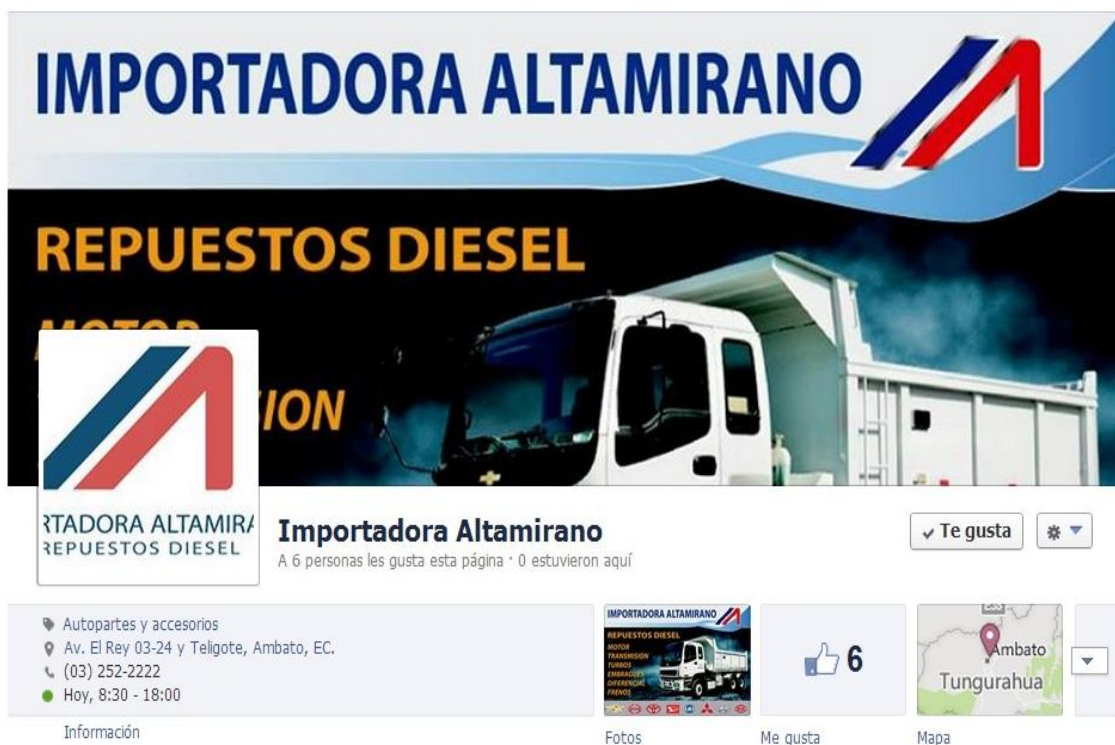 IMPORTADORA ALTAMIRANO
REPUESTOS DIESEL
MOTOR
ION
RTADORA ALTAMIRA
REPUESTOS DIESEL
Importadora Altamirano
A 6 personas les gusta esta página · 0 estuvieron aquí
Te gusta
Autopartes y accesorios
Av. El Rey 03-24 y Teligote, Ambato, EC.
(03) 252-2222
Hoy, 8:30 - 18:00
Información
IMPORTADORA ALTAMIRANO
REPUESTOS DIESEL
MOTOR
TRANSMISION
TURBOS
EMBRAGUES
DIFERENCIAL
FRENOS
Fotos
6
Me gusta
E35
Ambato
Tungurahua
Mapa